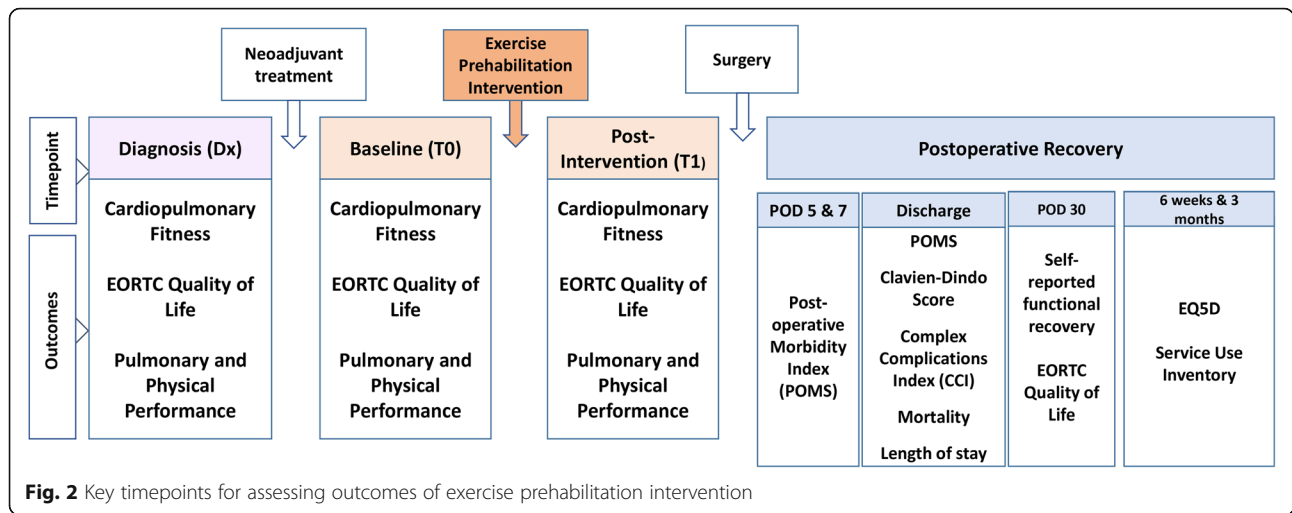 Neoadjuvant
treatment
Exercise
Prehabilitation
Intervention
Surgery
Timepoint
Diagnosis (Dx)
Baseline (T0)
Post-
Intervention (T1)
Postoperative Recovery
Outcomes
Cardiopulmonary
Fitness
EORTC Quality of
Life
Pulmonary and
Physical
Performance
Cardiopulmonary
Fitness
EORTC Quality of
Life
Pulmonary and
Physical
Performance
Cardiopulmonary
Fitness
EORTC Quality of
Life
Pulmonary and
Physical
Performance
POD 5 & 7
Post-
operative
Morbidity
Index
(POMS)
Discharge
POMS
Clavien-Dindo
Score
Complex
Complications
Index (CCI)
Mortality
Length of stay
POD 30
Self-
reported
functional
recovery
EORTC
Quality of
Life
6 weeks & 3
months
EQ5D
Service Use
Inventory
Fig. 2 Key timepoints for assessing outcomes of exercise prehabilitation intervention